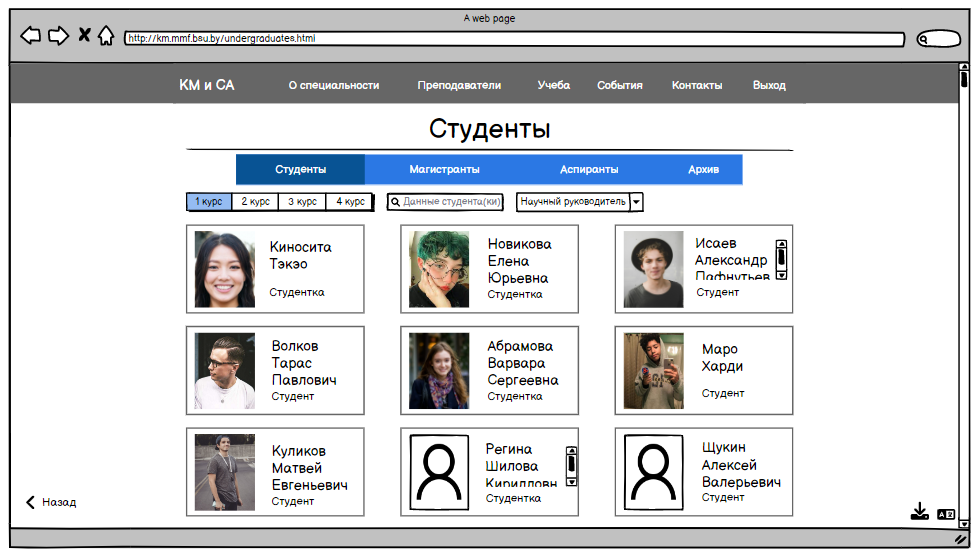 A web page
http://km.mmf.bsu.by/undergraduates.html
КМ и СА О специальности Преподаватели Учеба События Контакты Выход
Студенты
Студенты Магистранты Аспиранты Архив
1 курс 2 курс 3 курс 4 курс Данные студента(ки) Научный руководитель
Киносита
Тэкэо
Студентка
Новикова
Елена
Юрьевна
Студентка
Исаев
Александр
Пафнутьев
Студент
Волков
Тарас
Павлович
Студент
Абрамова
Варвара
Сергеевна
Студентка
Маро
Харди
Студент
Куликов
Матвей
Евгеньевич
Студент
Регина
Шилова
Кирилловн
Студентка
Щукин
Алексей
Валерьевич
Студент
Назад